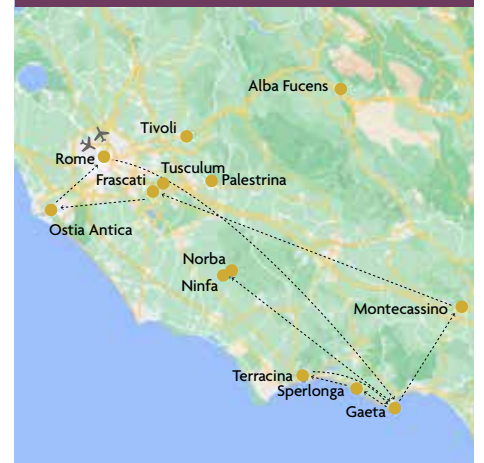 Alba Fucens
Tivoli
Rome
Tusculum
Frascati
Palestrina
Ostia Antica
Norba
Ninfa
Montecassino
Terracina
Sperlonga
Gaeta